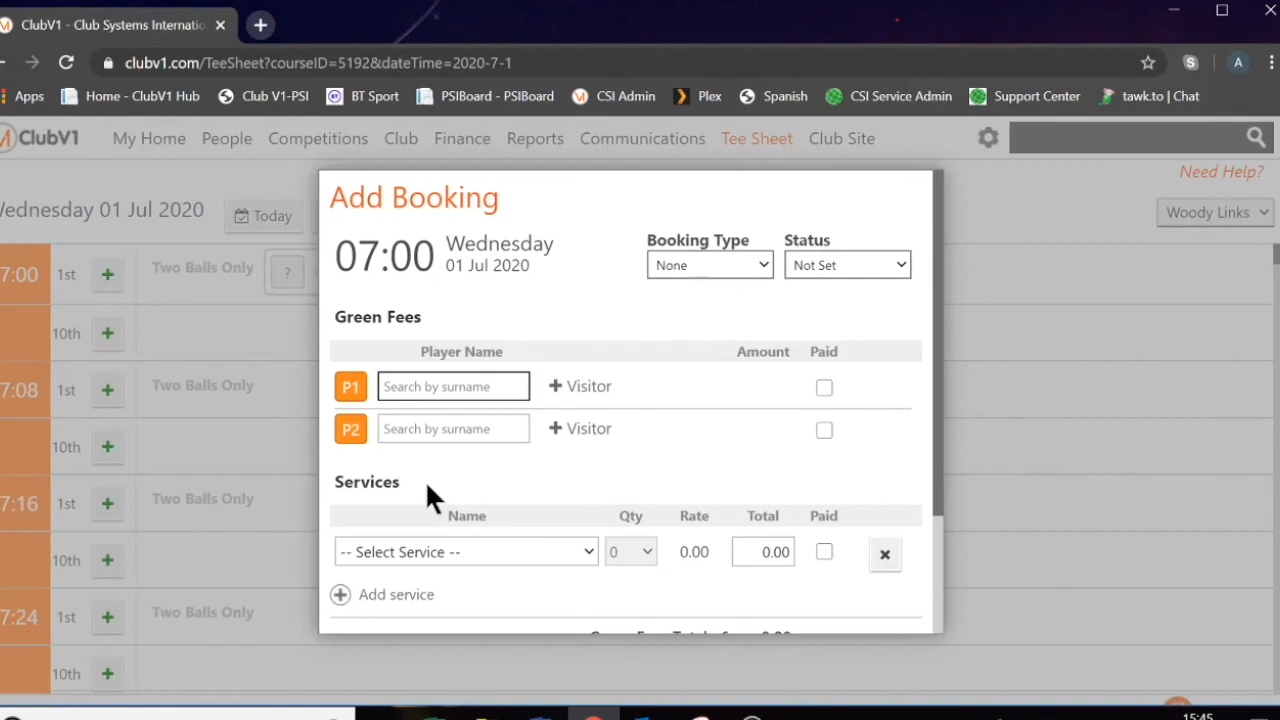 ClubV1 - Club Systems Internatio
clubv1.com/TeeSheet?courseID=5192&dateTime=2020-7-1
A
Apps Home - ClubV1 Hub Club V1-PSI BT Sport PSIBoard - PSIBoard CSI Admin Plex Spanish CSI Service Admin Support Center tawk.to | Chat
ClubV1 My Home People Competitions Club Finance Reports Communications Tee Sheet Club Site
Need Help?
Wednesday 01 Jul 2020 Today Woody Links
Add Booking
07:00 Wednesday
01 Jul 2020
Booking Type Status
None Not Set
Green Fees
Player Name Amount Paid
P1 Search by surname + Visitor
P2 Search by surname + Visitor
Services
Name Qty Rate Total Paid
-- Select Service -- 0 0.00 0.00
Add service
7:00 1st Two Balls Only ?
10th
7:08 1st Two Balls Only
10th
7:16 1st Two Balls Only
10th
7:24 1st Two Balls Only
10th
15:45